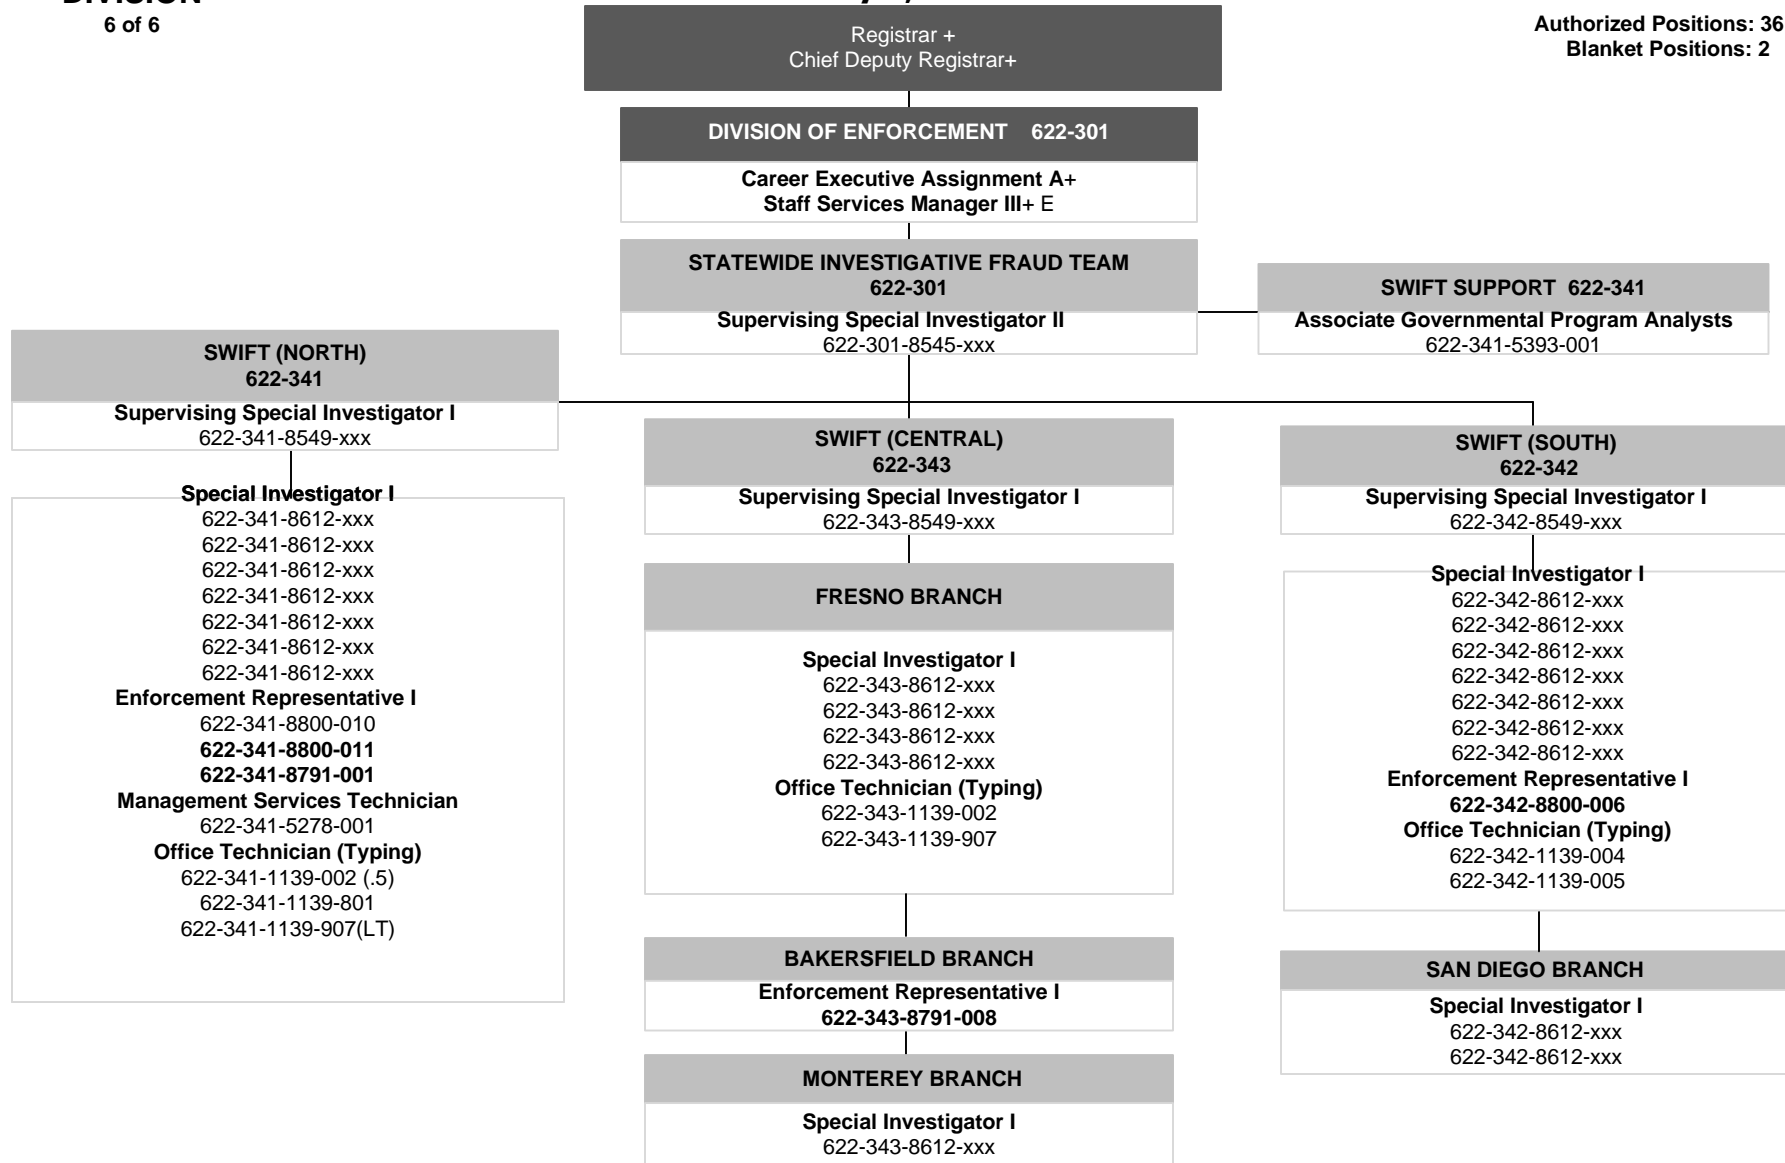 6 of 6
Authorized Positions: 36
Blanket Positions: 2
Registrar +
Chief Deputy Registrar+
DIVISION OF ENFORCEMENT 622-301
Career Executive Assignment A+
Staff Services Manager III+ E
STATEWIDE INVESTIGATIVE FRAUD TEAM
622-301
Supervising Special Investigator II
622-301-8545-xxx
SWIFT SUPPORT 622-341
Associate Governmental Program Analysts
622-341-5393-001
SWIFT (NORTH)
622-341
Supervising Special Investigator I
622-341-8549-xxx
Special Investigator I
622-341-8612-xxx
622-341-8612-xxx
622-341-8612-xxx
622-341-8612-xxx
622-341-8612-xxx
622-341-8612-xxx
622-341-8612-xxx
Enforcement Representative I
622-341-8800-010
622-341-8800-011
622-341-8791-001
Management Services Technician
622-341-5278-001
Office Technician (Typing)
622-341-1139-002 (.5)
622-341-1139-801
622-341-1139-907(LT)
SWIFT (CENTRAL)
622-343
Supervising Special Investigator I
622-343-8549-xxx
FRESNO BRANCH
Special Investigator I
622-343-8612-xxx
622-343-8612-xxx
622-343-8612-xxx
622-343-8612-xxx
Office Technician (Typing)
622-343-1139-002
622-343-1139-907
BAKERSFIELD BRANCH
Enforcement Representative I
622-343-8791-008
MONTEREY BRANCH
Special Investigator I
622-343-8612-xxx
SWIFT (SOUTH)
622-342
Supervising Special Investigator I
622-342-8549-xxx
Special Investigator I
622-342-8612-xxx
622-342-8612-xxx
622-342-8612-xxx
622-342-8612-xxx
622-342-8612-xxx
622-342-8612-xxx
622-342-8612-xxx
Enforcement Representative I
622-342-8800-006
Office Technician (Typing)
622-342-1139-004
622-342-1139-005
SAN DIEGO BRANCH
Special Investigator I
622-342-8612-xxx
622-342-8612-xxx